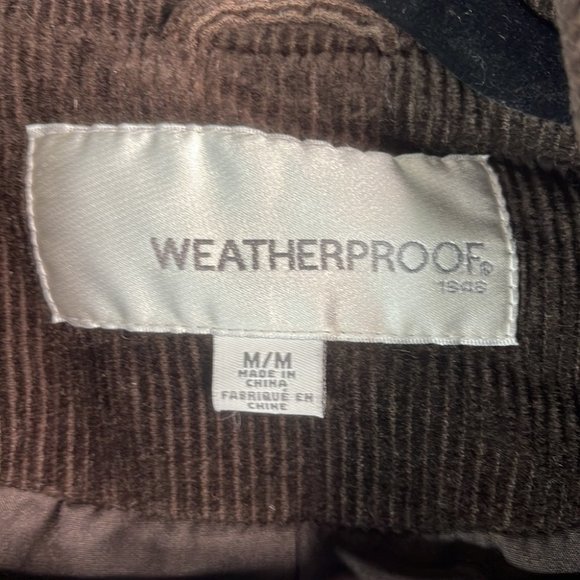 WEATHERPROOF®
1948
M/M
MADE IN
CHINA
FABRIQUÉ EN
CHINE